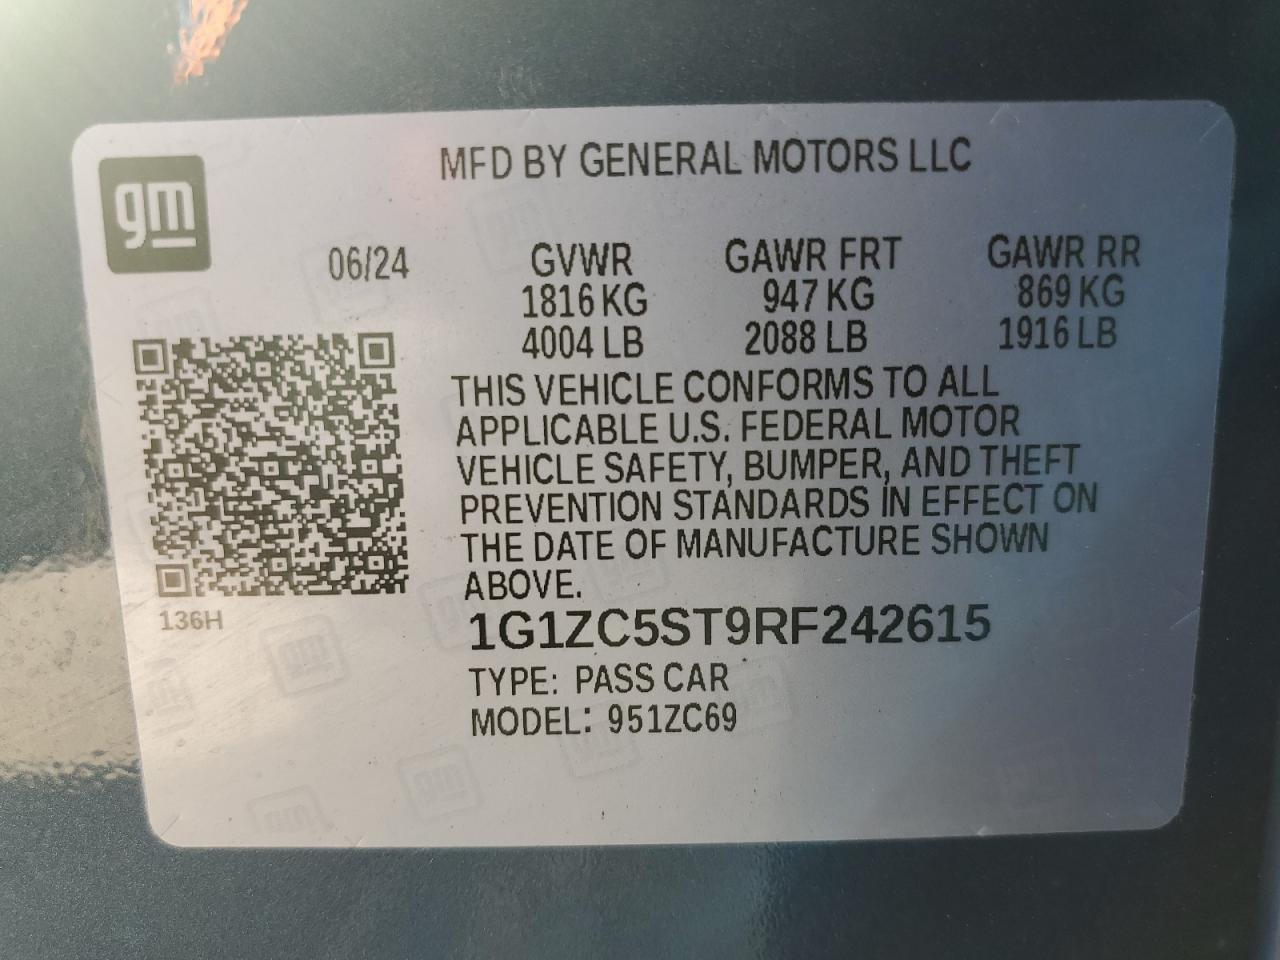 gm
MFD BY GENERAL MOTORS LLC
06/24 GVWR GAWR FRT GAWR RR
1816 KG 947 KG 869 KG
4004 LB 2088 LB 1916 LB
THIS VEHICLE CONFORMS TO ALL
APPLICABLE U.S. FEDERAL MOTOR
VEHICLE SAFETY, BUMPER, AND THEFT
PREVENTION STANDARDS IN EFFECT ON
THE DATE OF MANUFACTURE SHOWN
ABOVE.
136H
1G1ZC5ST9RF242615
TYPE: PASS CAR
MODEL: 951ZC69